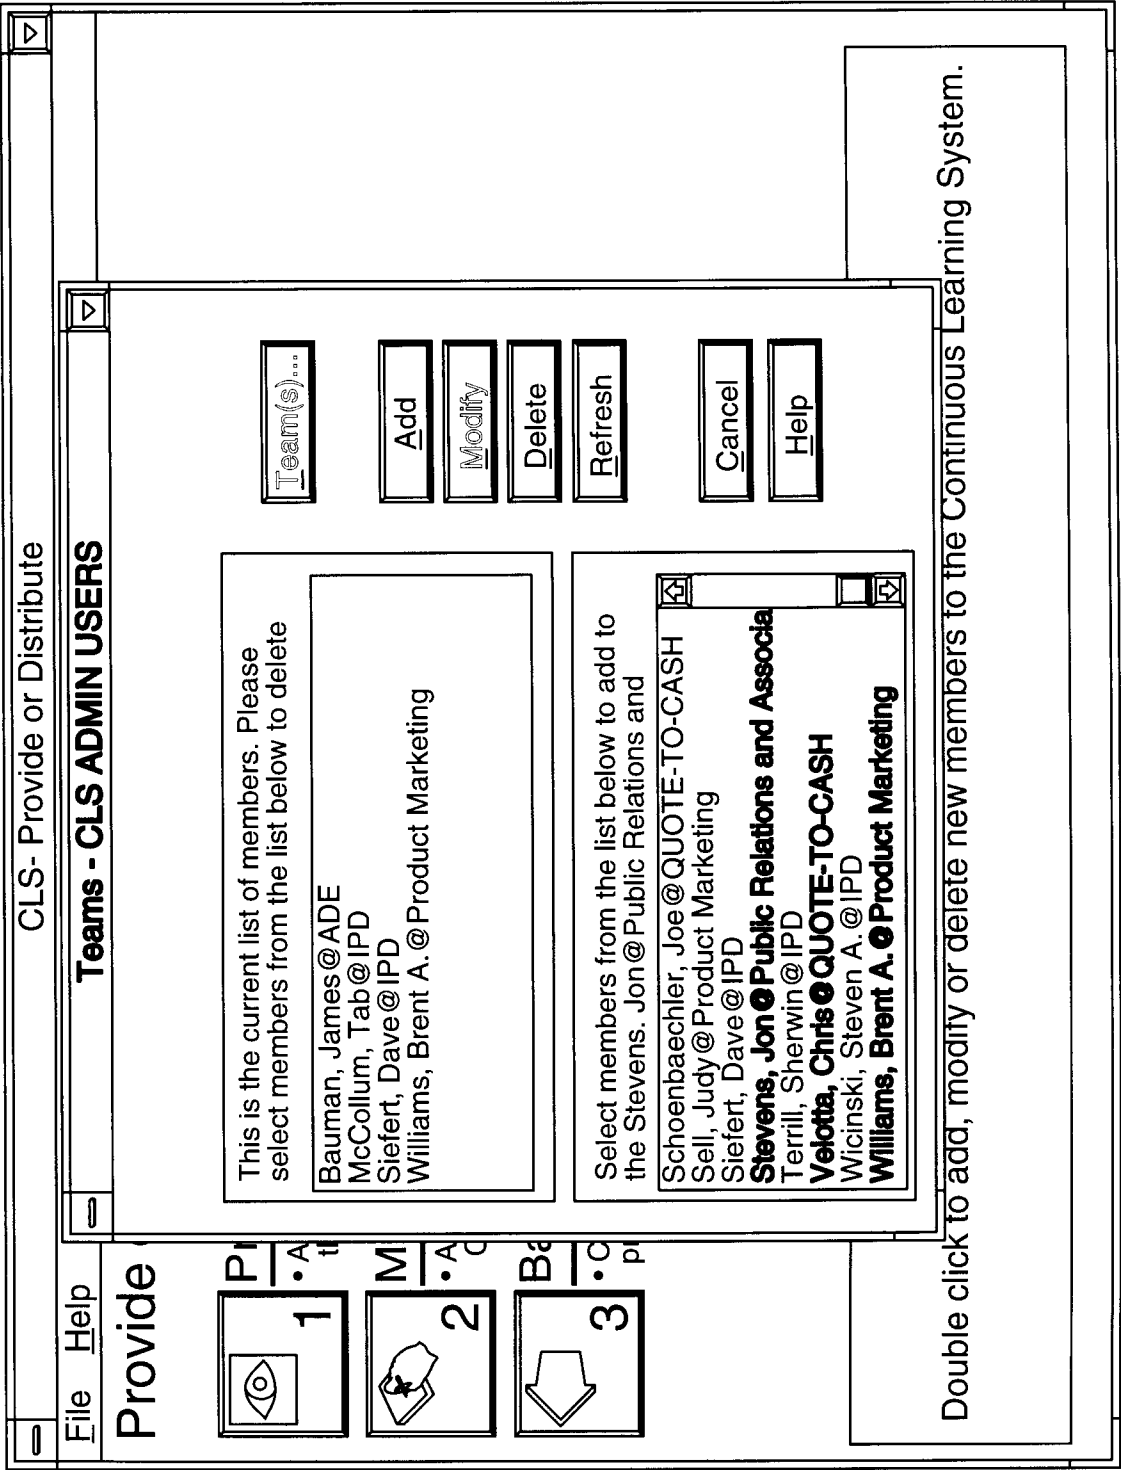 CLS- Provide or Distribute
File Help
Provide
Teams - CLS ADMIN USERS
1
Pr
• A
th
2
M
• A
3
Ba
• C
pr
This is the current list of members. Please
select members from the list below to delete
Bauman, James@ADE
McCollum, Tab@IPD
Siefert, Dave@IPD
Williams, Brent A.@Product Marketing
Select members from the list below to add to
the Stevens. Jon@Public Relations and
Schoenbaechler, Joe@QUOTE-TO-CASH
Sell, Judy@Product Marketing
Siefert, Dave@IPD
Stevens, Jon@Public Relations and Associa
Terrill, Sherwin@IPD
Velotta, Chris@QUOTE-TO-CASH
Wicinski, Steven A.@IPD
Williams, Brent A.@Product Marketing
Team(s)...
Add
Modify
Delete
Refresh
Cancel
Help
Double click to add, modify or delete new members to the Continuous Learning System.